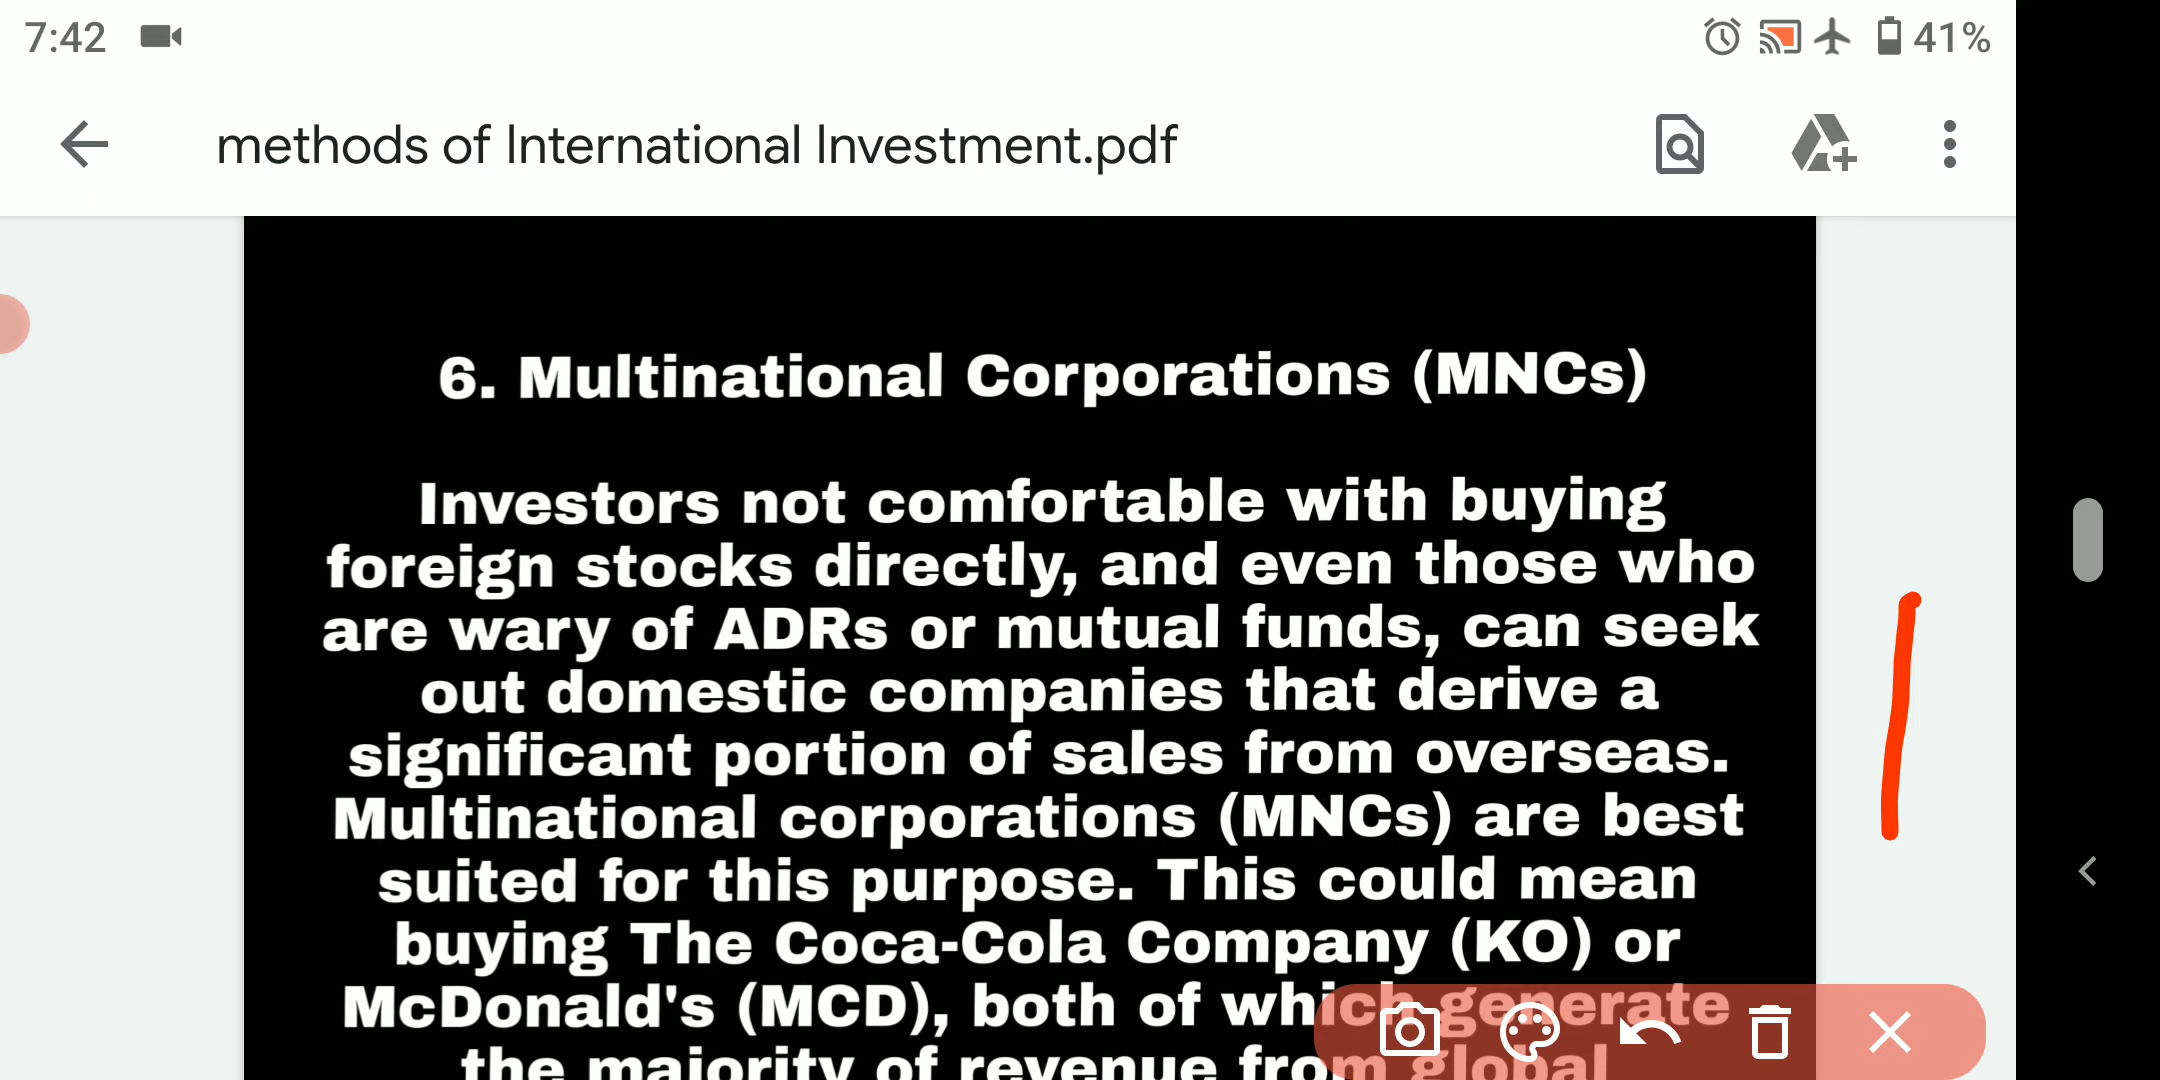 7:42
41%
methods of International Investment.pdf
6. Multinational Corporations (MNCs)
Investors not comfortable with buying
foreign stocks directly, and even those who
are wary of ADRs or mutual funds, can seek
out domestic companies that derive a
significant portion of sales from overseas.
Multinational corporations (MNCs) are best
suited for this purpose. This could mean
buying The Coca-Cola Company (KO) or
McDonald's (MCD), both of which generate
the majority of revenue from global